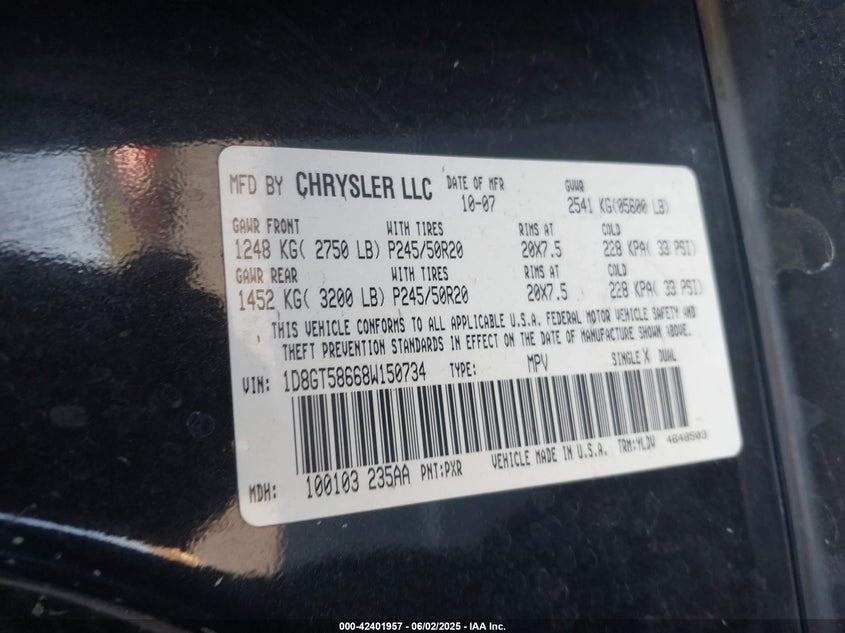 MFD BY CHRYSLER LLC DATE OF MFR GVWR
10-07 2541 KG(05600 LB)
GAWR FRONT WITH TIRES RIMS AT COLD
1248 KG( 2750 LB) P245/50R20 20X7.5 228 KPA( 33 PSI)
GAWR REAR WITH TIRES RIMS AT COLD
1452 KG( 3200 LB) P245/50R20 20X7.5 228 KPA( 33 PSI)
THIS VEHICLE CONFORMS TO ALL APPLICABLE U.S.A. FEDERAL MOTOR VEHICLE SAFETY AND
THEFT PREVENTION STANDARDS IN EFFECT ON THE DATE OF MANUFACTURE SHOWN ABOVE.
VIN: 1D8GT58668W150734 TYPE: MPV SINGLE X DUAL
MDH: 100103 235AA PNT:PXR VEHICLE MADE IN U.S.A. TRM:YLDV 4648503
000-42401957 - 06/02/2025 - IAA Inc.